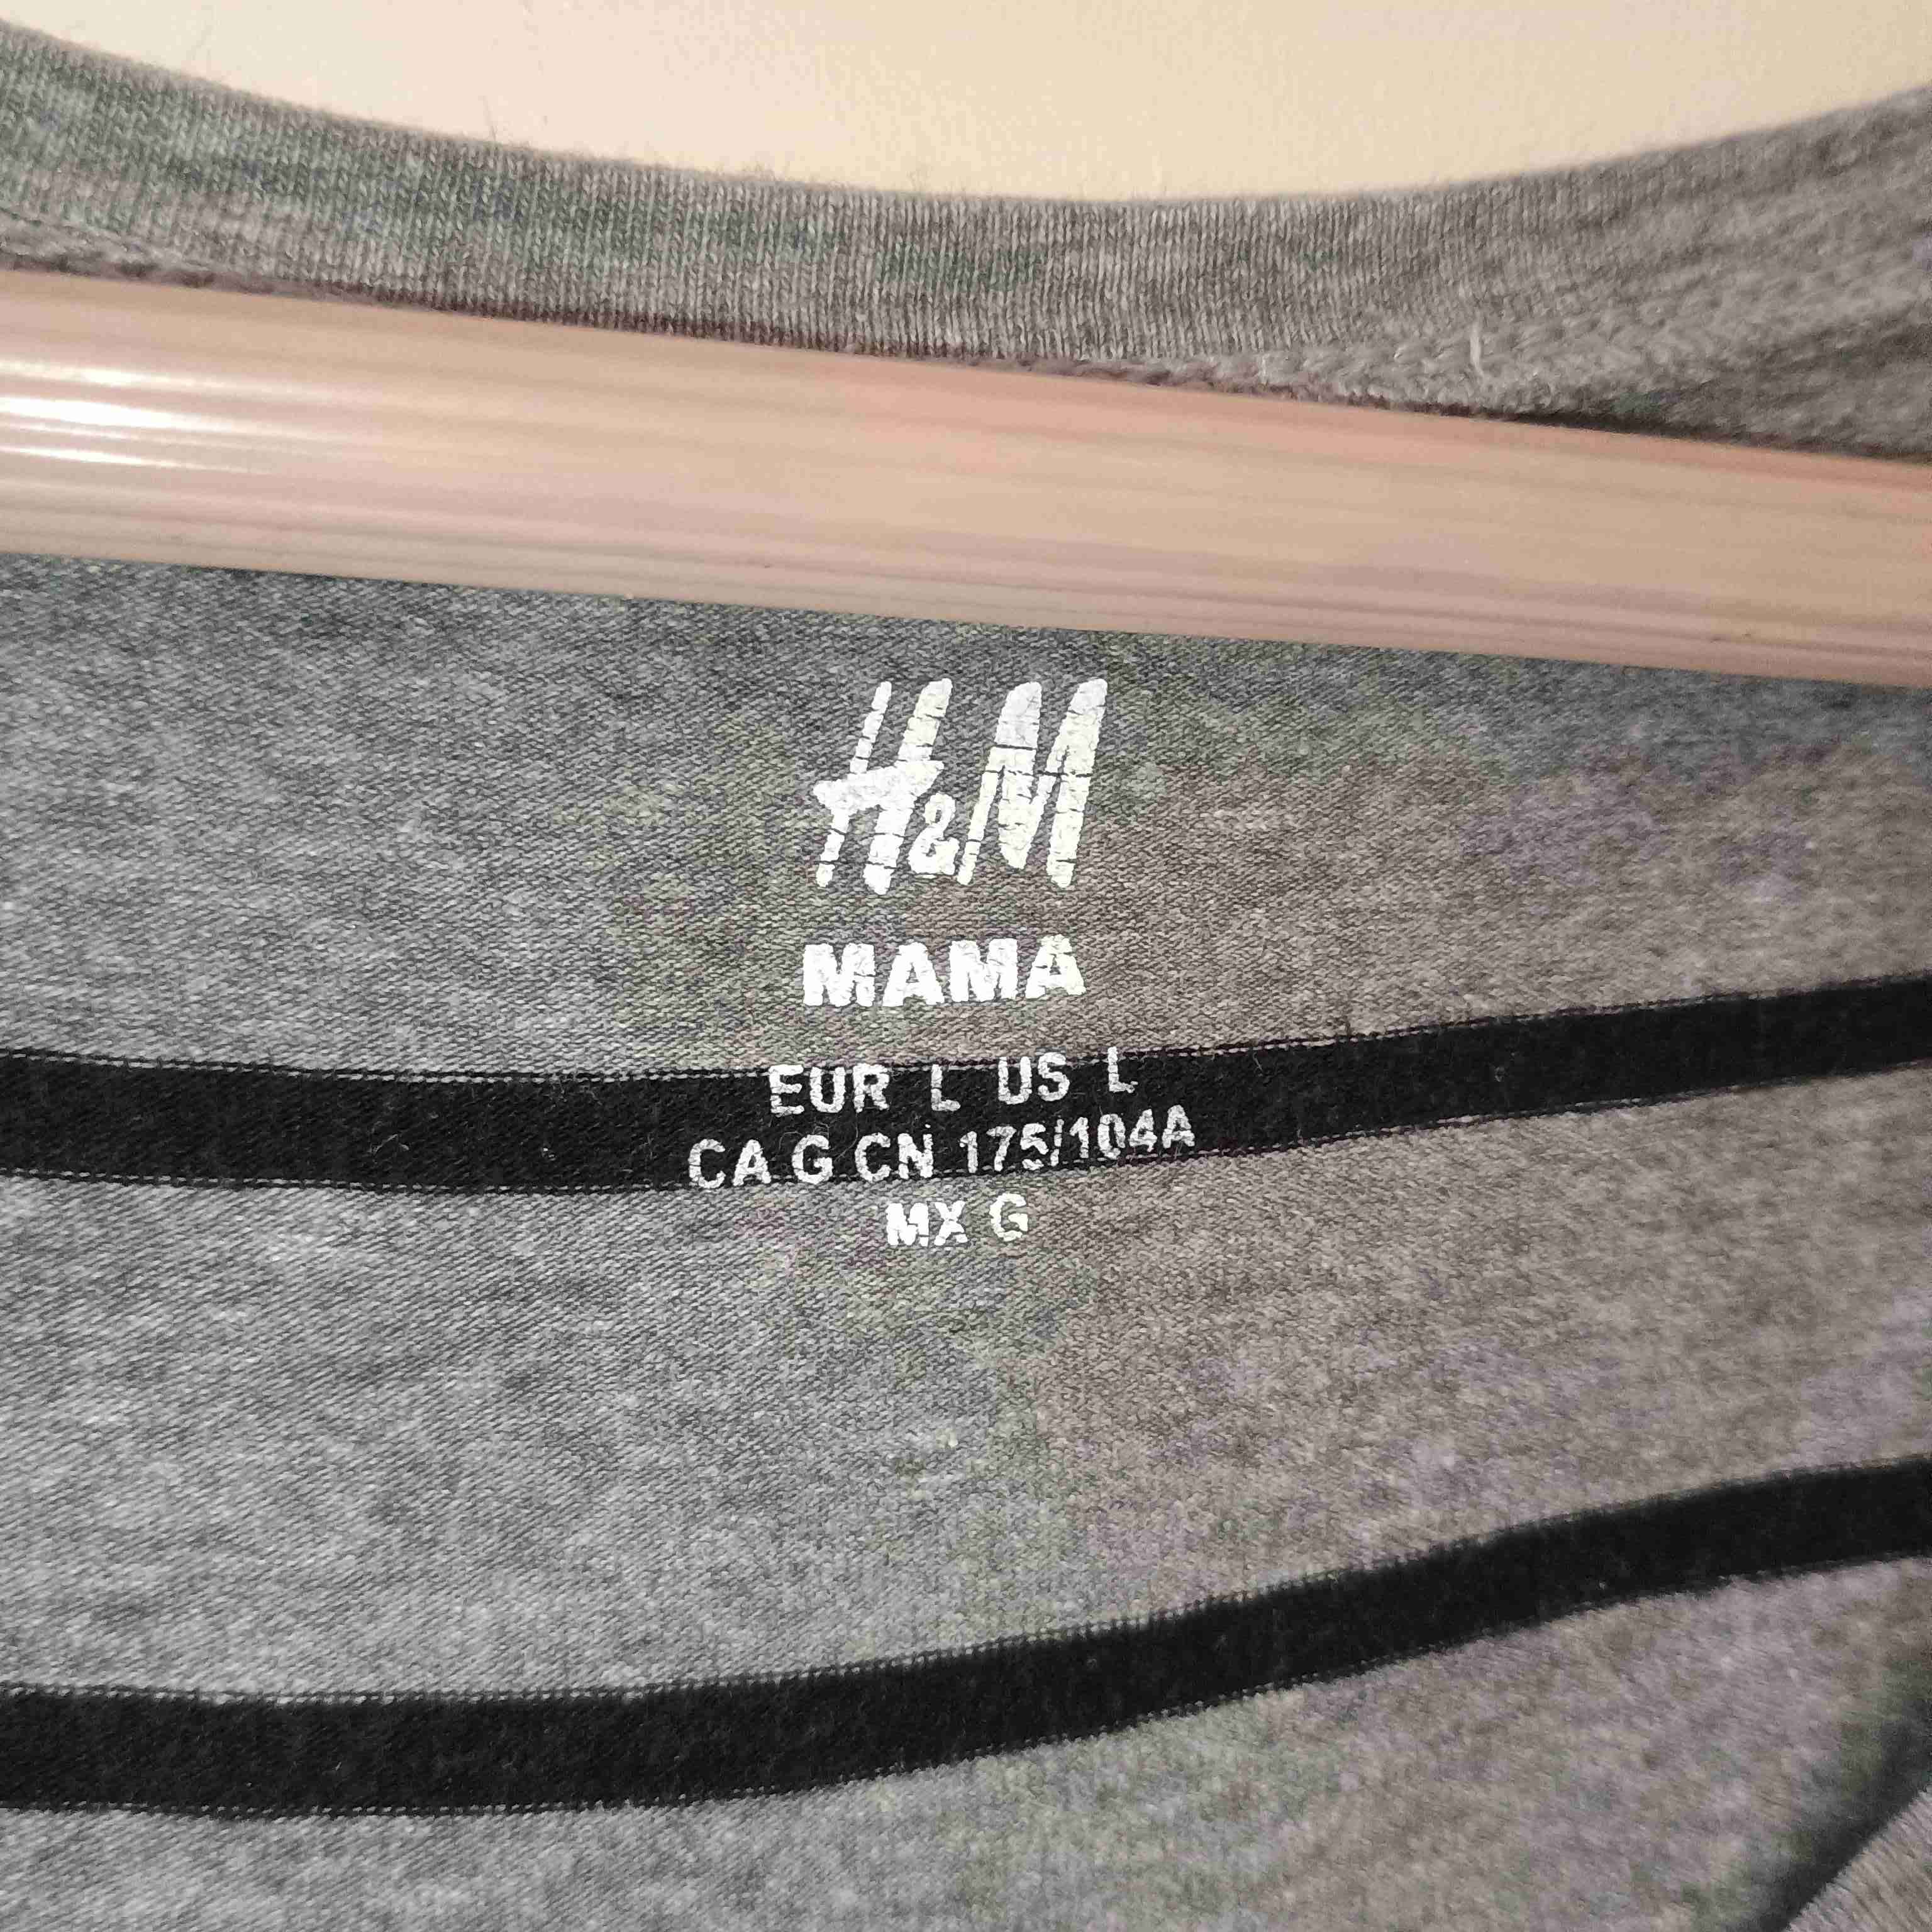 H&M
MAMA
EUR L US L
CA G CN 175/104A
MX G